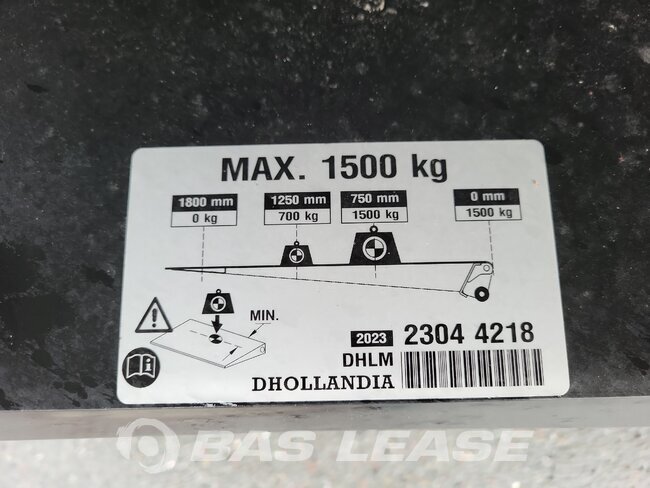 MAX. 1500 kg
1800 mm 1250 mm 750 mm 0 mm
0 kg 700 kg 1500 kg 1500 kg
MIN.
2023 2304 4218
DHLM
DHOLLANDIA
BAS LEASE